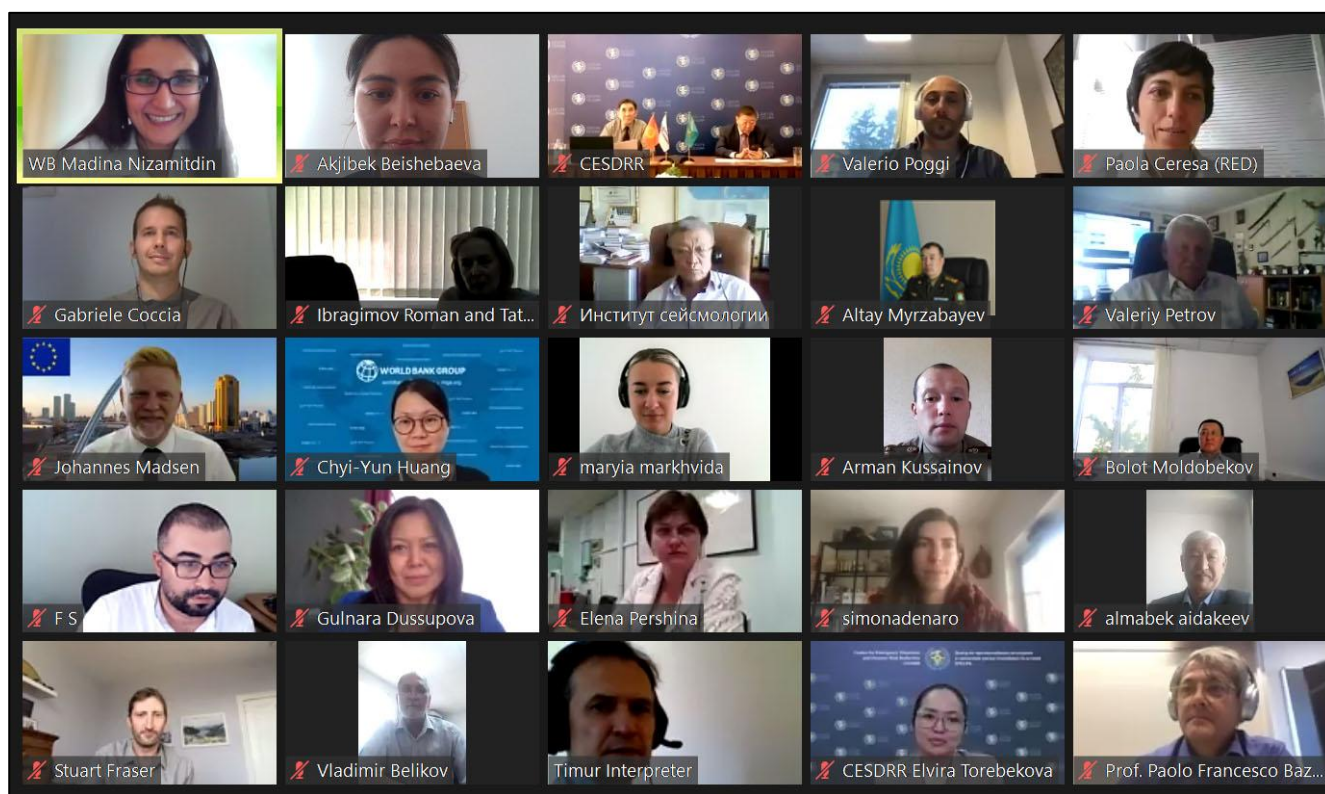 WB Madina Nizamitdin
Akjibek Beishebaeva
CESDRR
Valerio Poggi
Paola Ceresa (RED)
Gabriele Coccia
Ibragimov Roman and Tat...
Институт сейсмологии
Altay Myrzabayev
Valeriy Petrov
WORLD BANK GROUP
Johannes Madsen
Chyi-Yun Huang
maryia markhvida
Arman Kussainov
Bolot Moldobekov
F S
Gulnara Dussupova
Elena Pershina
simonadenaro
almabek aidakeev
Stuart Fraser
Vladimir Belikov
Timur Interpreter
CESDRR Elvira Torebekova
Prof. Paolo Francesco Baz...